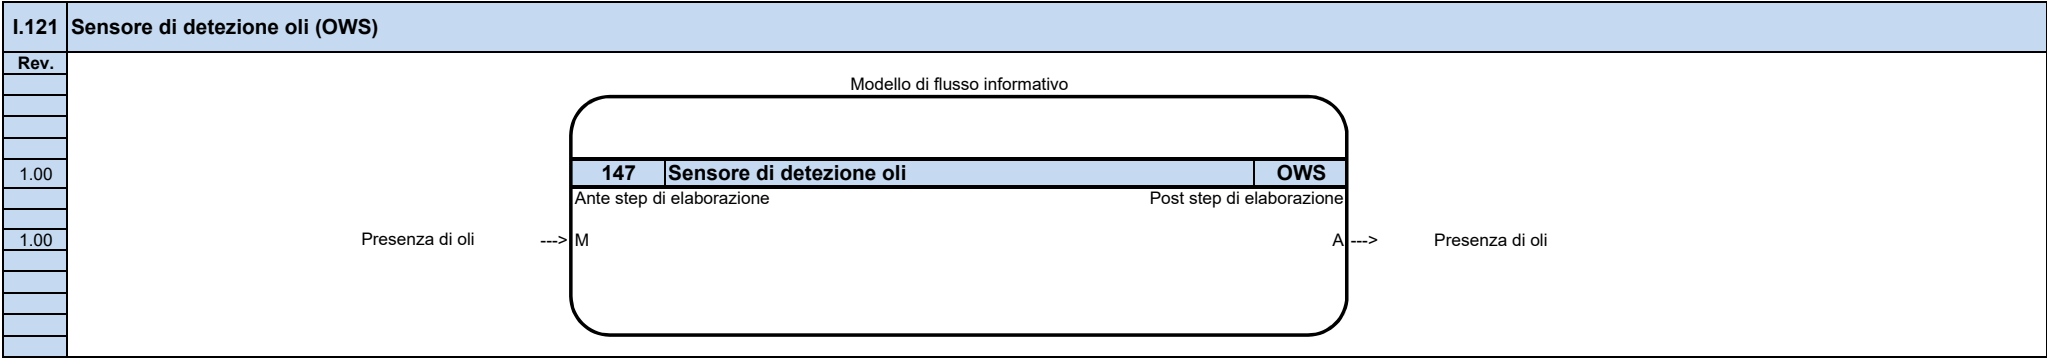 I.121 Sensore di detezione oli (OWS)
Rev.
Modello di flusso informativo
1.00 147 Sensore di detezione oli OWS
Ante step di elaborazione Post step di elaborazione
1.00 Presenza di oli ---> M A ---> Presenza di oli